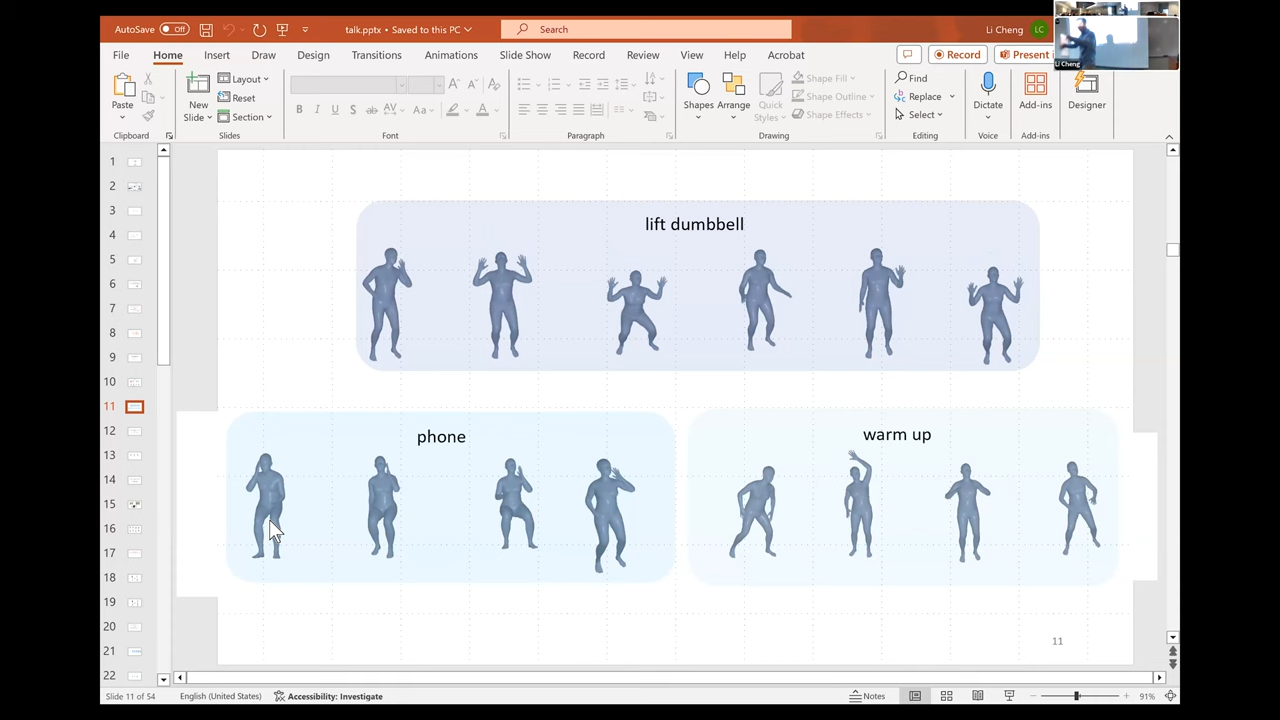 AutoSave Off talk.pptx • Saved to this PC Search Li Cheng LC
Li Cheng
File Home Insert Draw Design Transitions Animations Slide Show Record Review View Help Acrobat Record Present i
Paste New Slide Layout Reset Section B I U S ab AV Aa A A Shapes Arrange Quick Styles Shape Fill Shape Outline Shape Effects Find Replace Select Dictate Add-ins Designer
Clipboard Slides Font Paragraph Drawing Editing Voice Add-ins
1
2
3
4
5
6
7
8
9
10
11
12
13
14
15
16
17
18
19
20
21
22
lift dumbbell
phone
warm up
11
Slide 11 of 54 English (United States) Accessibility: Investigate Notes 91%